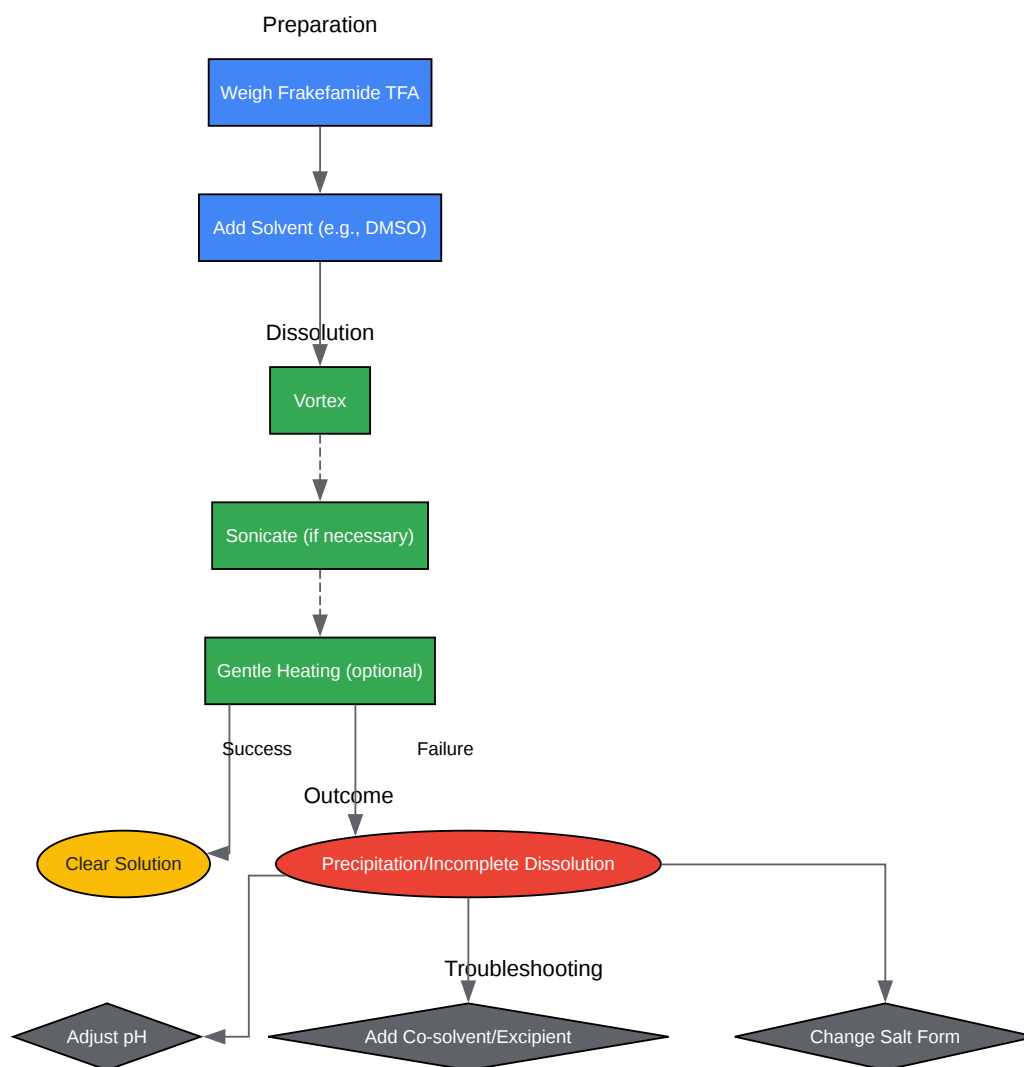 Preparation
Weigh Frakefamide TFA
Add Solvent (e.g., DMSO)
Dissolution
Vortex
Sonicate (if necessary)
Gentle Heating (optional)
Success
Failure
Outcome
Clear Solution
Precipitation/Incomplete Dissolution
Troubleshooting
Adjust pH
Add Co-solvent/Excipient
Change Salt Form